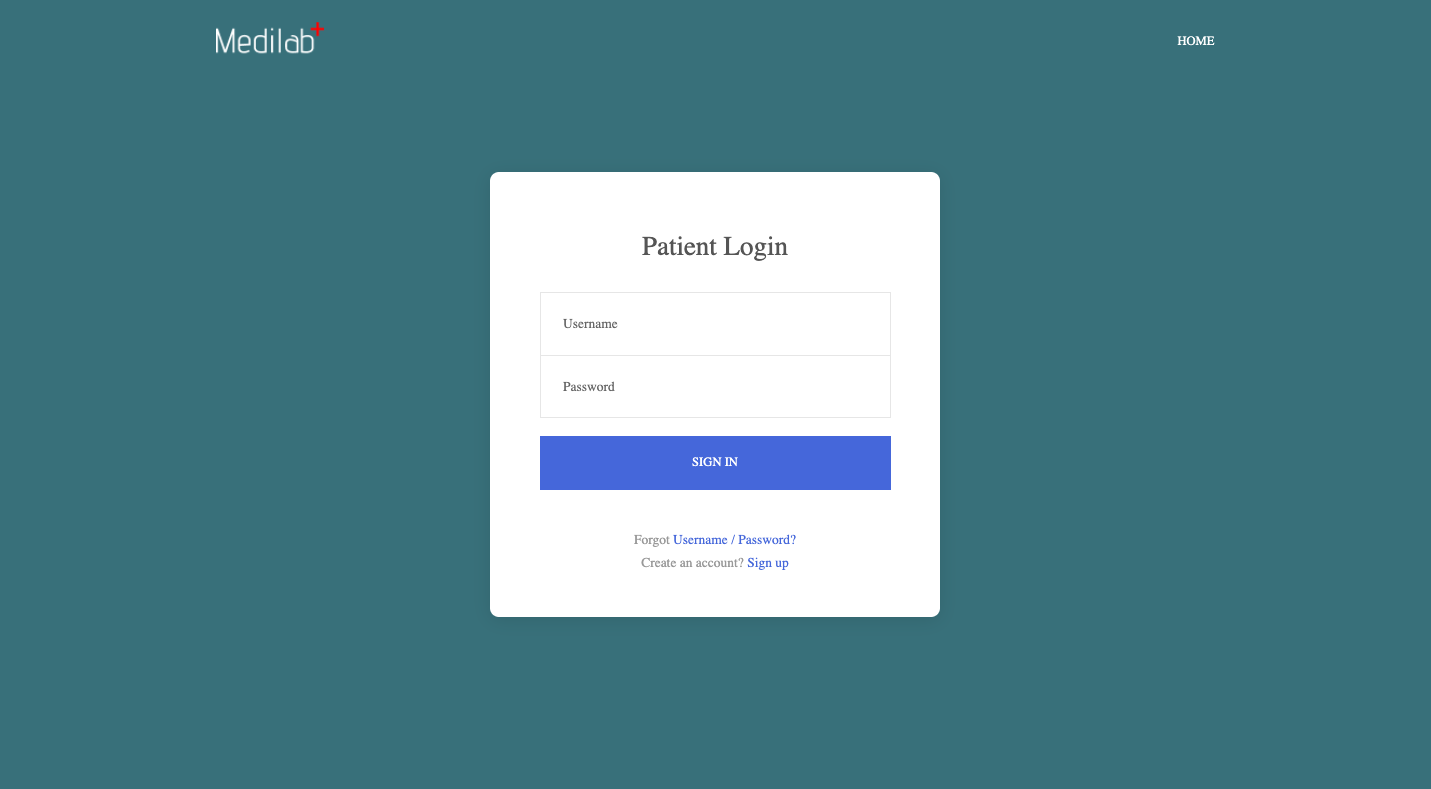 Medilab+
HOME
Patient Login
Username
Password
SIGN IN
Forgot Username / Password?
Create an account? Sign up